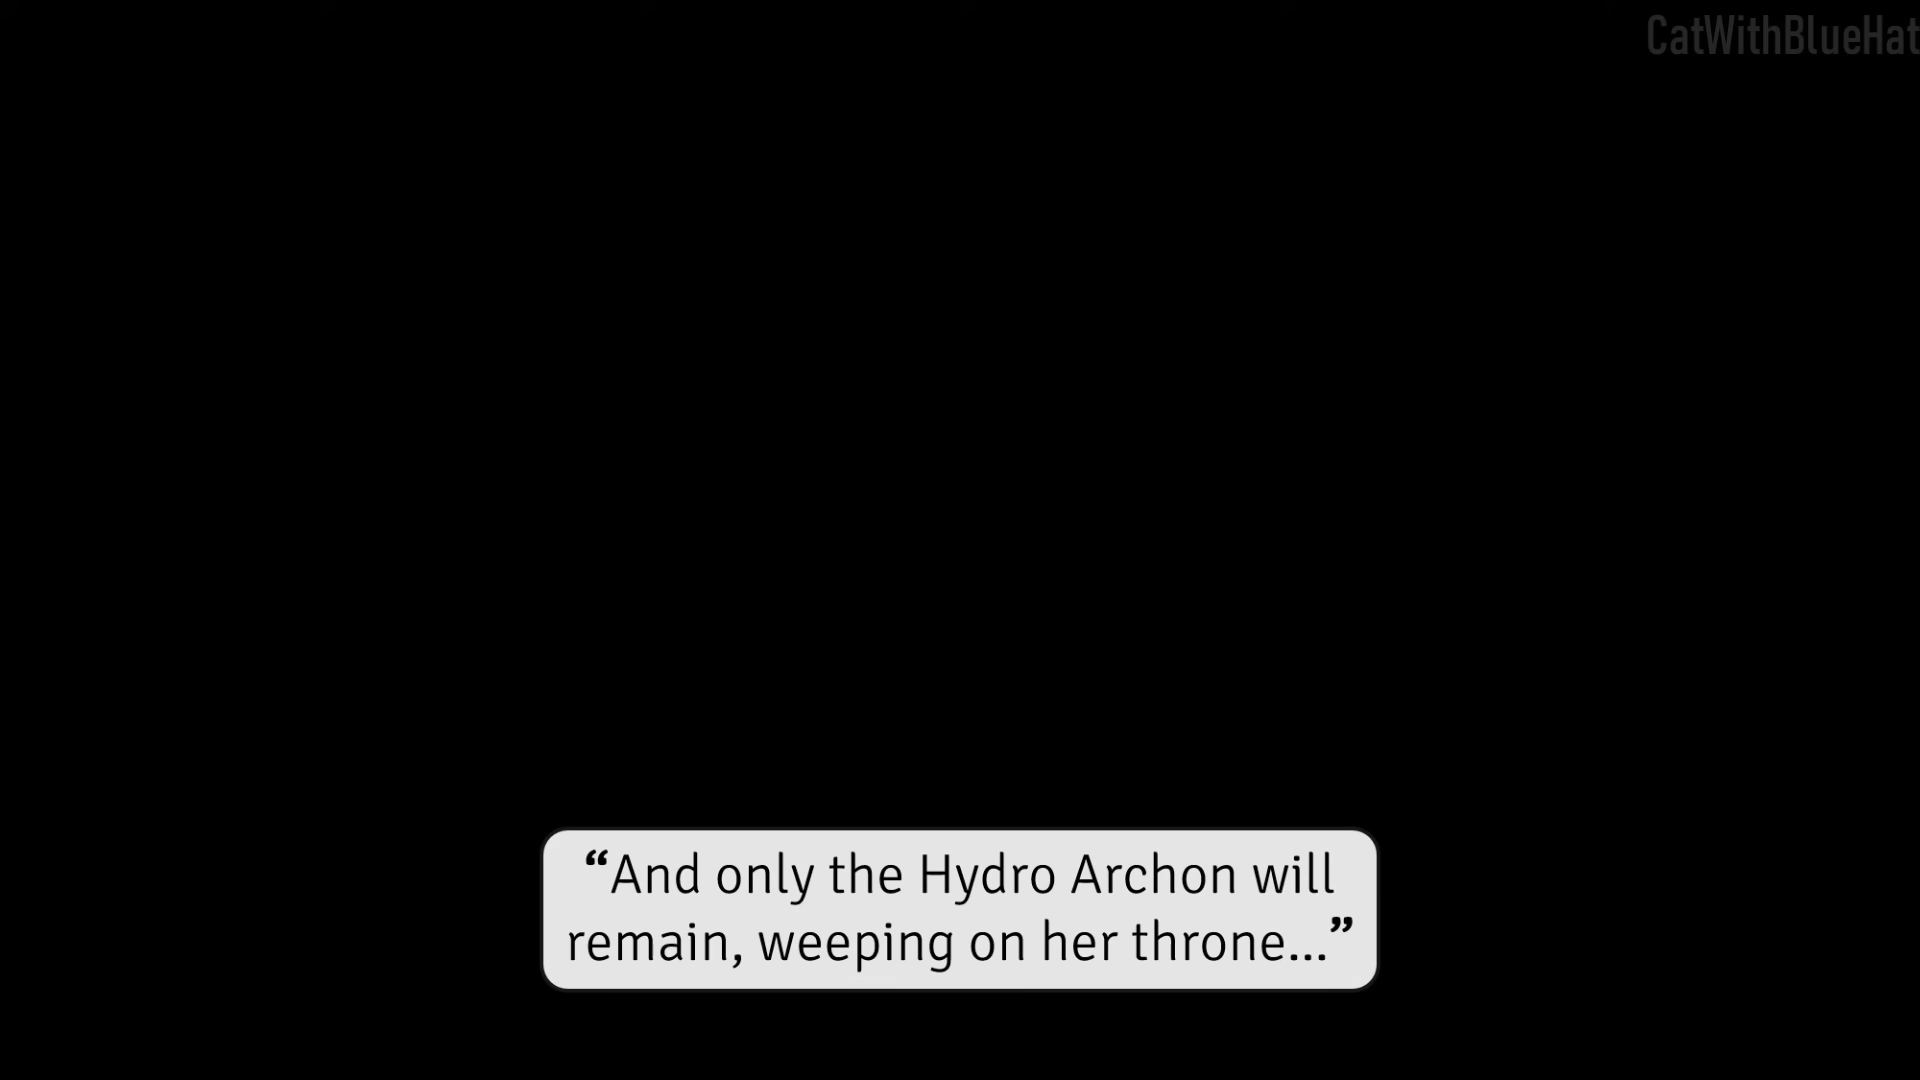 CatWithBlueHat
“And only the Hydro Archon will
remain, weeping on her throne...”